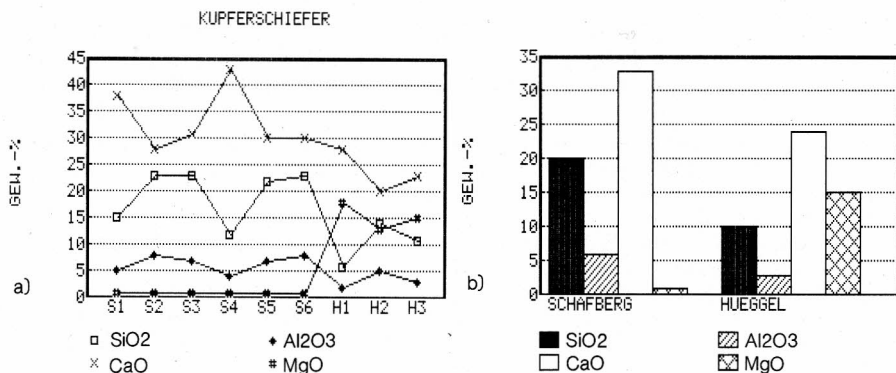 KUPFERSCHIEFER
45
40
35
30
25
20
15
10
5
0
GEW.-%
a)
S1 S2 S3 S4 S5 S6 H1 H2 H3
SiO2 Al2O3
CaO MgO
35
30
25
20
15
10
5
0
GEW.-%
b)
SCHAFBERG HUEGGEL
SiO2 Al2O3
CaO MgO